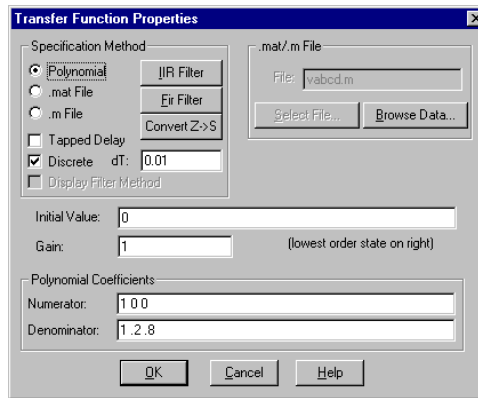 Transfer Function Properties
Specification Method
Polynomial
.mat File
.m File
Tapped Delay
Discrete dT: 0.01
Display Filter Method
IIR Filter
Fir Filter
Convert Z->S
.mat/.m File
File: vabcd.m
Select File... Browse Data...
Initial Value: 0
Gain: 1 (lowest order state on right)
Polynomial Coefficients
Numerator: 1 0 0
Denominator: 1 .2 .8
OK Cancel Help